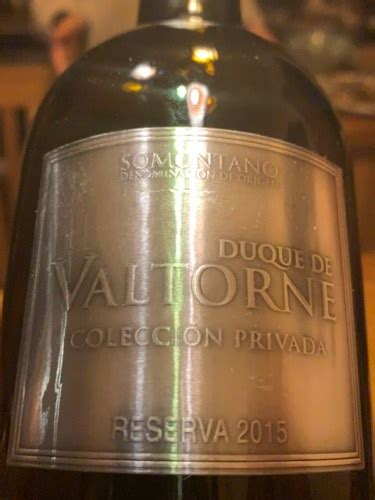 SOMONTANO
DENOMINACIÓN DE ORIGEN
DUQUE DE
VALTORNE
COLECCIÓN PRIVADA
RESERVA 2015